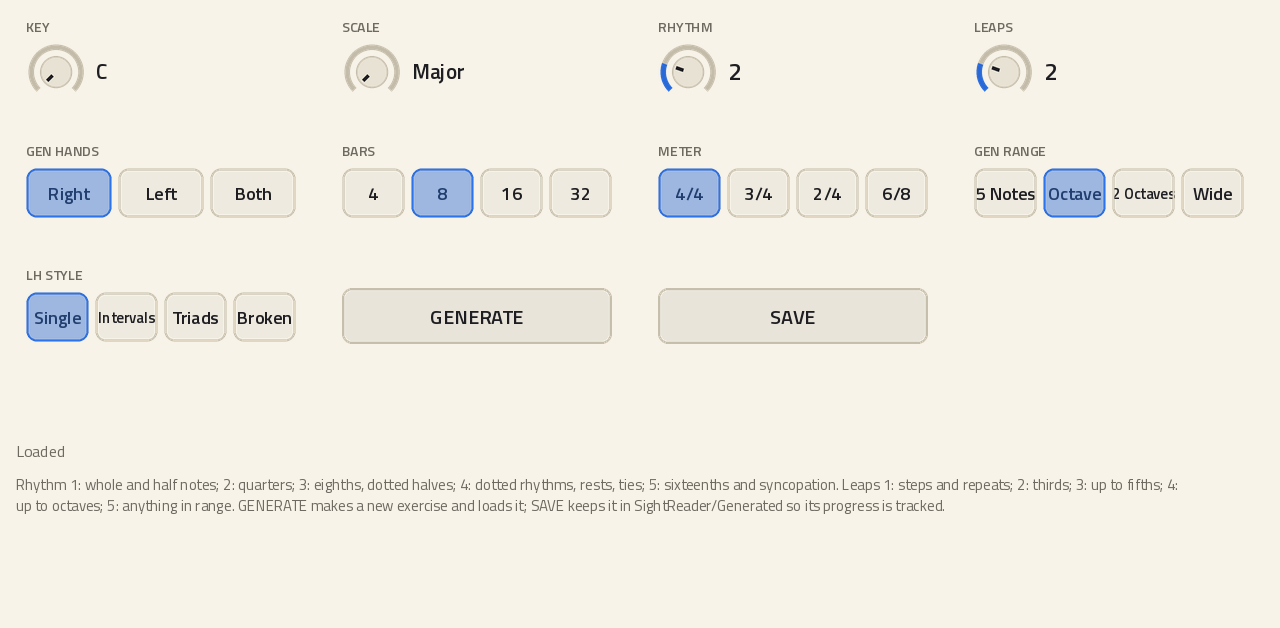 KEY
SCALE
RHYTHM
LEAPS
C
Major
2
2
GEN HANDS
BARS
METER
GEN RANGE
Right
Left
Both
4
8
16
32
4/4
3/4
2/4
6/8
5 Notes
Octave
2 Octaves
Wide
LH STYLE
Single
Intervals
Triads
Broken
GENERATE
SAVE
Loaded
Rhythm 1: whole and half notes; 2: quarters; 3: eighths, dotted halves; 4: dotted rhythms, rests, ties; 5: sixteenths and syncopation. Leaps 1: steps and repeats; 2: thirds; 3: up to fifths; 4:
up to octaves; 5: anything in range. GENERATE makes a new exercise and loads it; SAVE keeps it in SightReader/Generated so its progress is tracked.